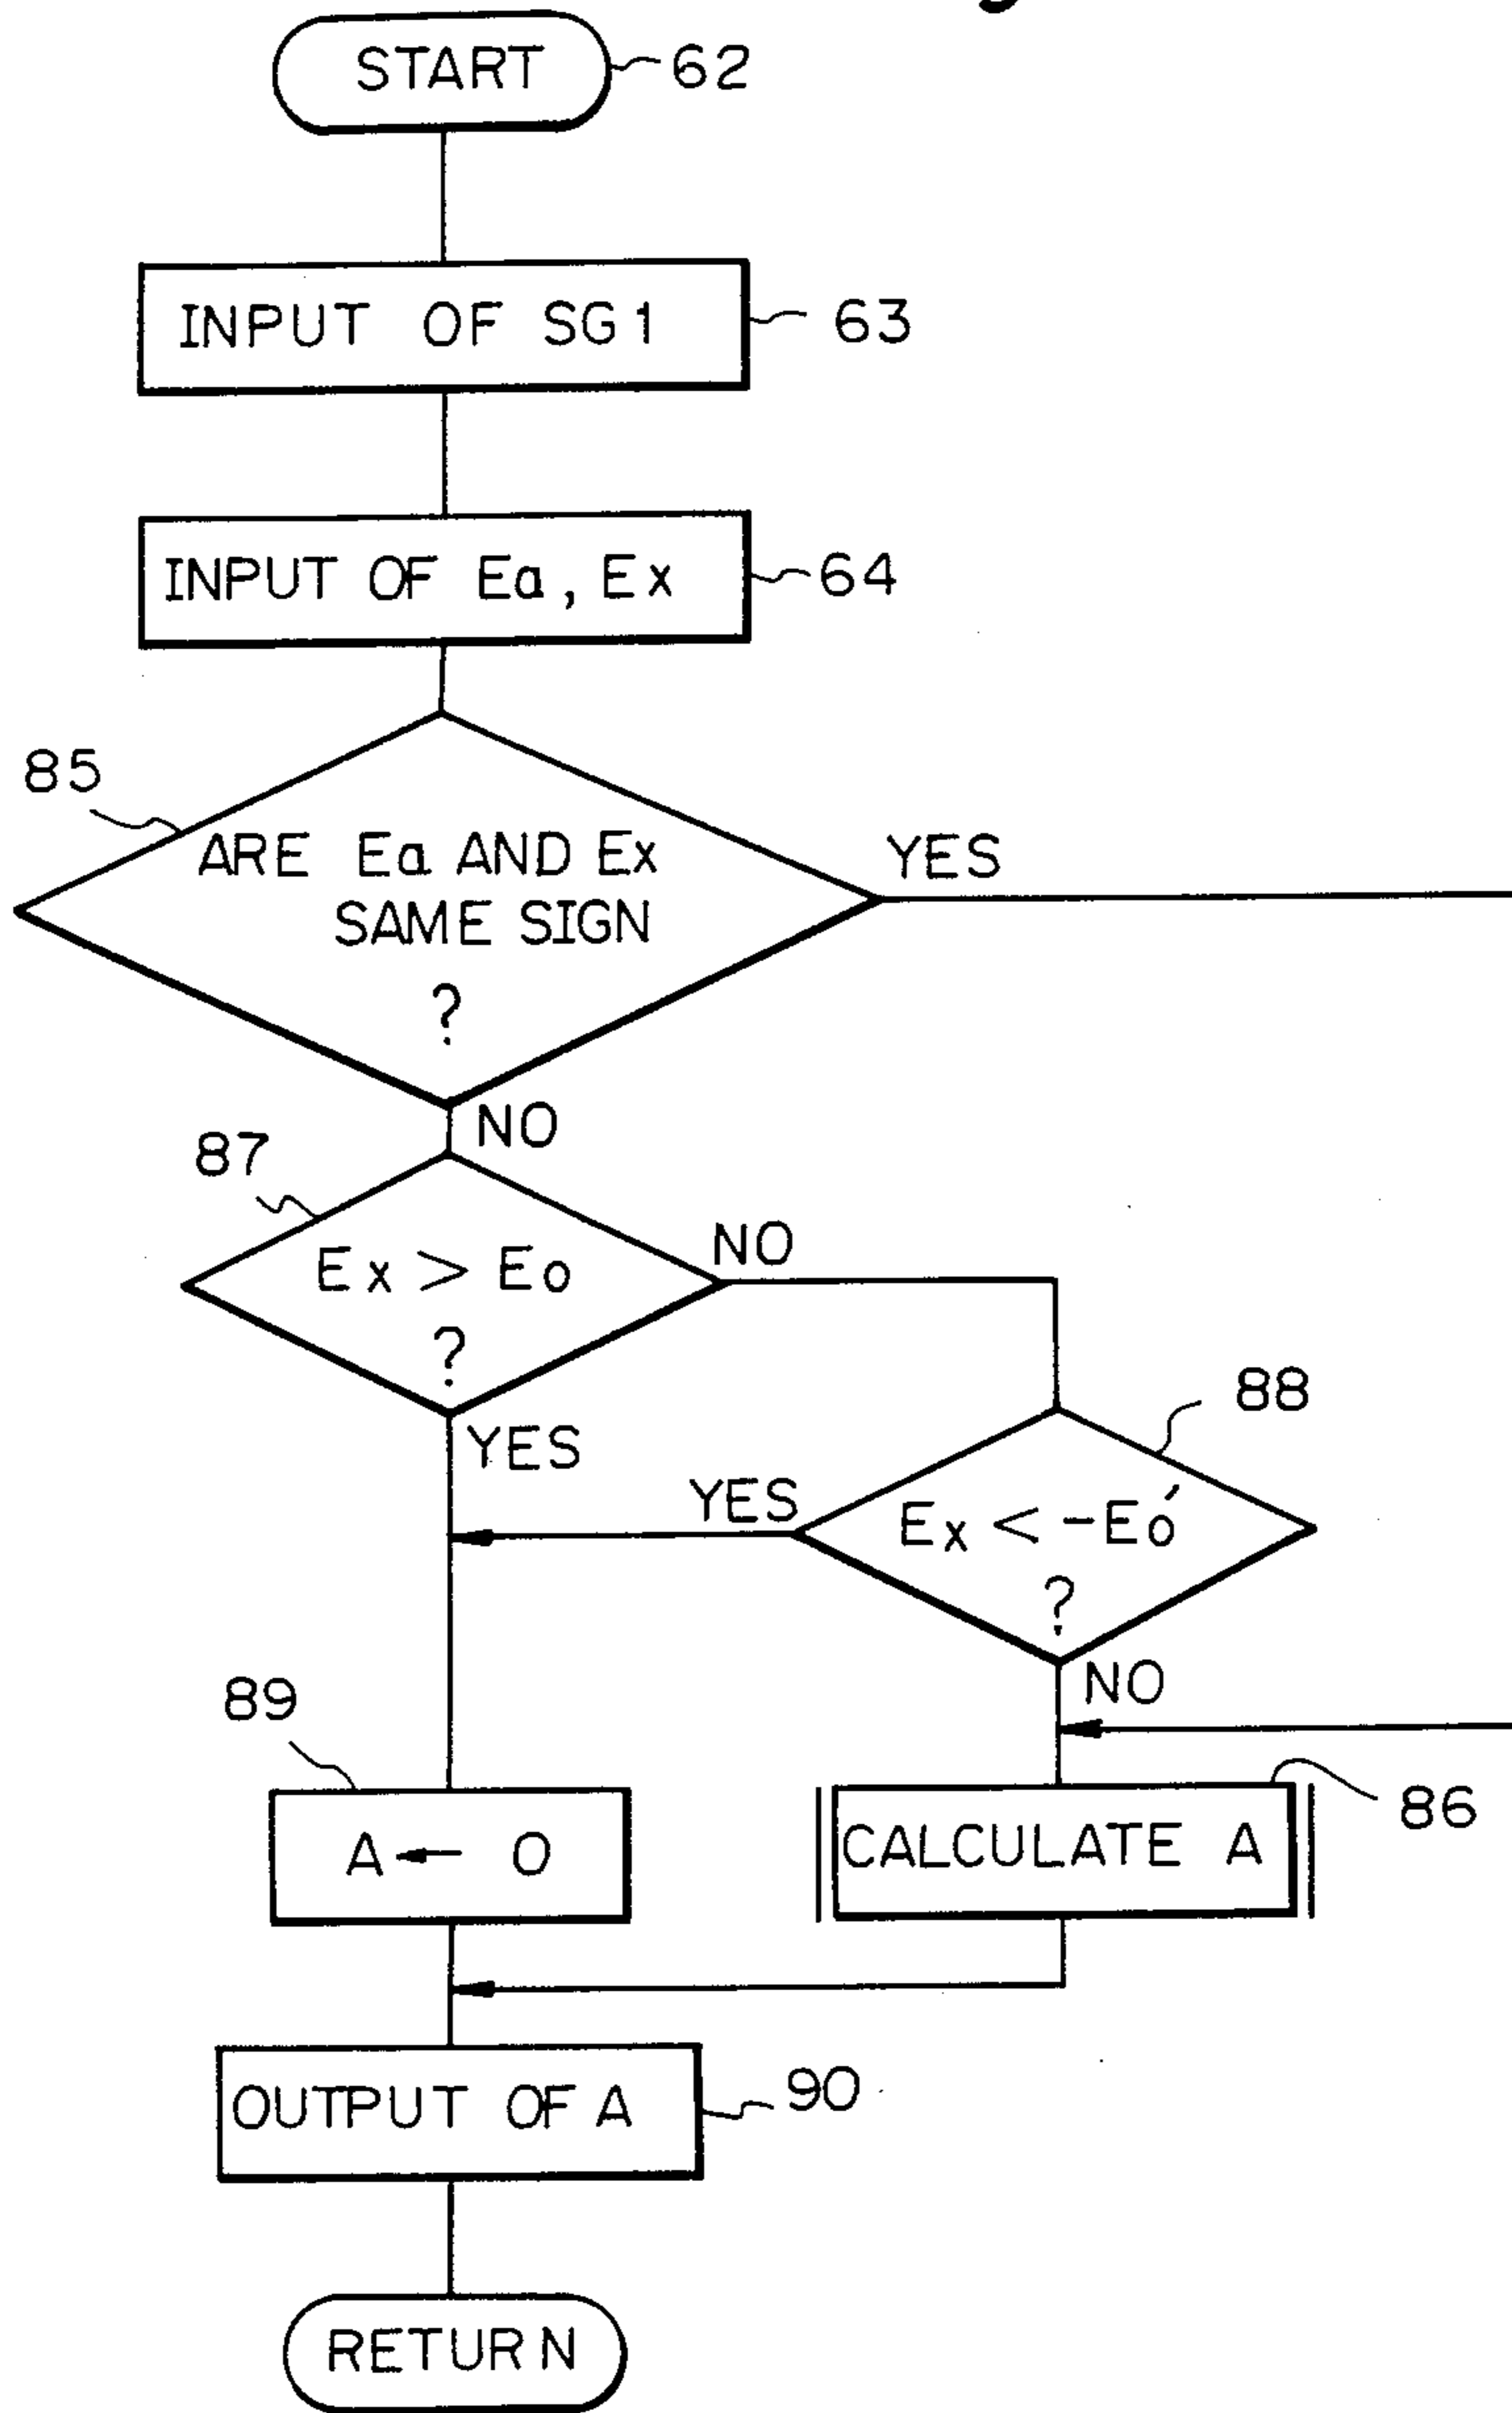 START
62
INPUT OF SG1
63
INPUT OF Ea, Ex
64
85
ARE Ea AND Ex
SAME SIGN
?
YES
NO
87
Ex > Eo
?
NO
YES
88
YES
Ex < -Eo'
?
NO
89
A ← 0
CALCULATE A
86
OUTPUT OF A
90
RETURN